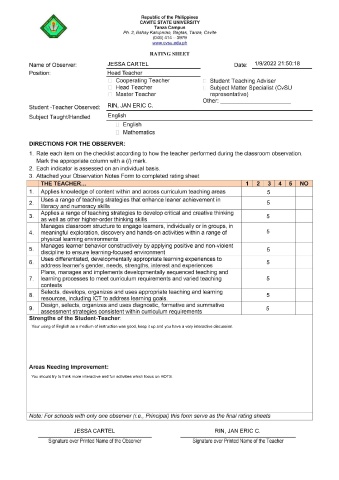 Republic of the Philippines
CAVITE STATE UNIVERSITY
Tanza Campus
Ph. 2, Bahay Katuparan, Bagtas, Tanza, Cavite
(046) 414 - 3979
www.cvsu.edu.ph
RATING SHEET
Name of Observer: JESSA CARTEL Date: 1/9/2022 21:50:18
Position: Head Teacher
Cooperating Teacher Student Teaching Adviser
Head Teacher Subject Matter Specialist (CvSU
Master Teacher representative)
Other:
Student -Teacher Observed: RIN, JAN ERIC C.
Subject Taught/Handled English
English
Mathematics
DIRECTIONS FOR THE OBSERVER:
1. Rate each item on the checklist according to how the teacher performed during the classroom observation. Mark the appropriate column with a (/) mark.
2. Each indicator is assessed on an individual basis.
3. Attached your Observation Notes Form to completed rating sheet
THE TEACHER… 1 2 3 4 5 NO
1. Applies knowledge of content within and across curriculum teaching areas 5
2. Uses a range of teaching strategies that enhance leaner achievement in literacy and numeracy skills 5
3. Applies a range of teaching strategies to develop critical and creative thinking as well as other higher-order thinking skills 5
4. Manages classroom structure to engage learners, individually or in groups, in meaningful exploration, discovery and hands-on activities within a range of physical learning environments 5
5. Manages learner behavior constructively by applying positive and non-violent discipline to ensure learning-focused environment) 5
6. Uses differentiated, developmentally appropriate learning experiences to address learner's gender, needs, strengths, interest and experiences 5
7. Plans, manages and implements developmentally sequenced teaching and learning processes to meet curriculum requirements and varied teaching contexts 5
8. Selects, develops, organizes and uses appropriate teaching and learning resources, including ICT to address learning goals 5
9. Design, selects, organizes and uses diagnostic, formative and summative assessment strategies consistent within curriculum requirements 5
Strengths of the Student-Teacher
Your using of English as a medium of instruction was good, keep it up and you have a very interactive discussion.
Areas Needing Improvement:
You should try to think more interactive and fun activities which focus on HOTS
Note: For schools with only one observer (i.e., Principal) this form serve as the final rating sheets
JESSA CARTEL RIN, JAN ERIC C.
Signature over Printed Name of the Observer Signature over Printed Name of the Teacher